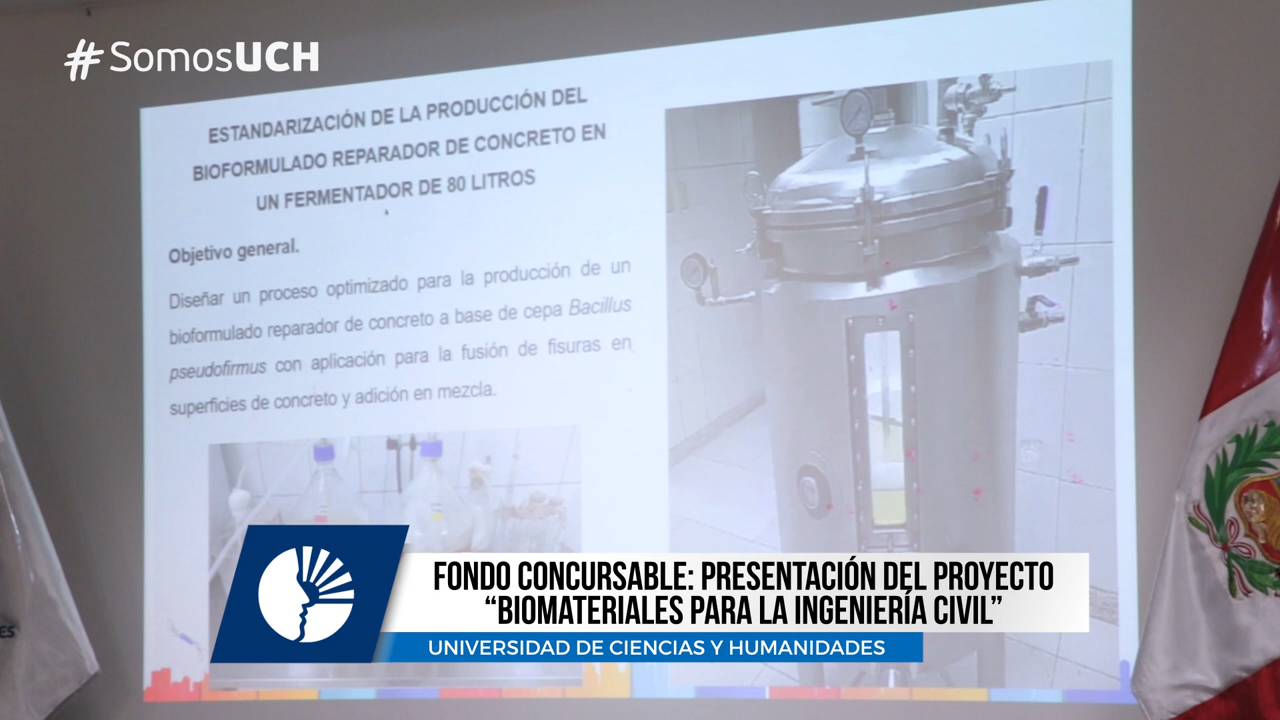 #SomosUCH
ESTANDARIZACIÓN DE LA PRODUCCIÓN DEL
BIOFORMULADO REPARADOR DE CONCRETO EN
UN FERMENTADOR DE 80 LITROS
Objetivo general.
Diseñar un proceso optimizado para la producción de un
bioformulado reparador de concreto a base de cepa Bacillus
pseudofirmus con aplicación para la fusión de fisuras en
superficies de concreto y adición en mezcla.
FONDO CONCURSABLE: PRESENTACIÓN DEL PROYECTO
“BIOMATERIALES PARA LA INGENIERÍA CIVIL”
UNIVERSIDAD DE CIENCIAS Y HUMANIDADES